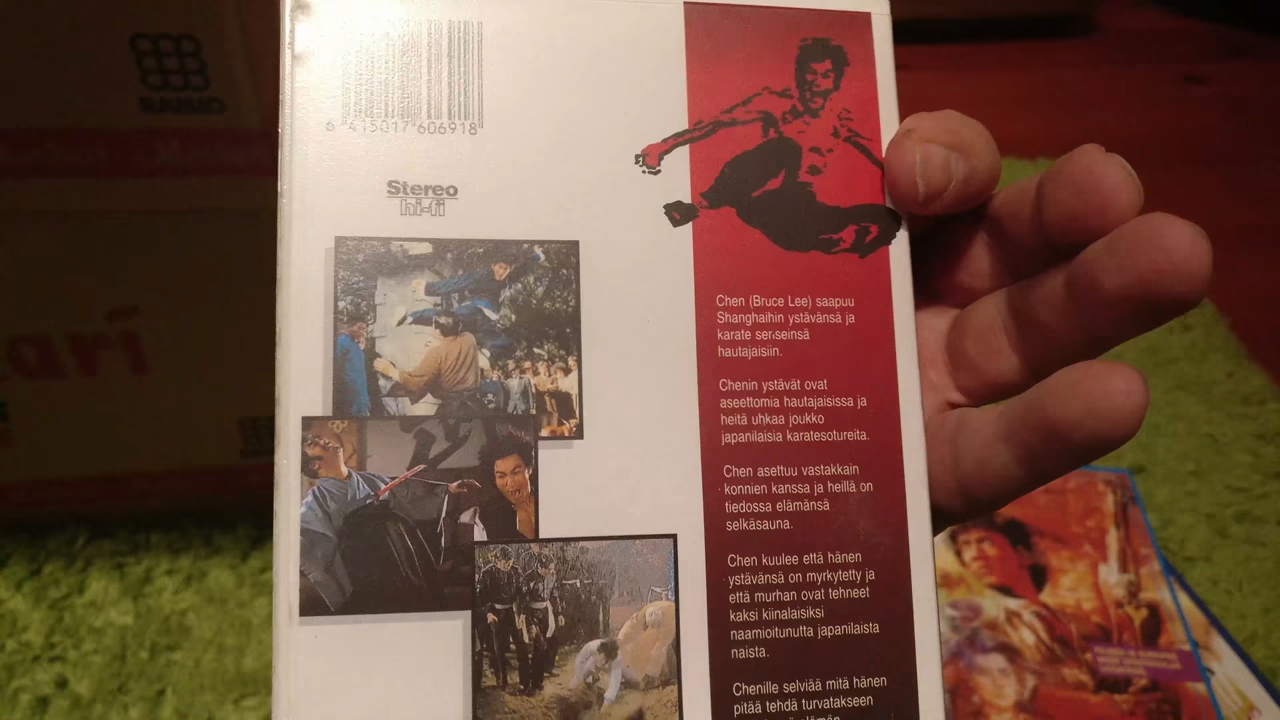 RAISIO
6 415017 606918
Stereo
hi-fi
Chen (Bruce Lee) saapuu
Shanghaihin ystävänsä ja
karate senseinsä
hautajaisiin.
Chenin ystävät ovat
aseettomia hautajaisissa ja
heitä uhkaa joukko
japanilaisia karatesotureita.
Chen asettuu vastakkain
konnien kanssa ja heillä on
tiedossa elämänsä
selkäsauna.
Chen kuulee että hänen
ystävänsä on myrkytetty ja
että murhan ovat tehneet
kaksi kiinalaisiksi
naamioitunutta japanilaista
naista.
Chenille selviää mitä hänen
pitää tehdä turvatakseen